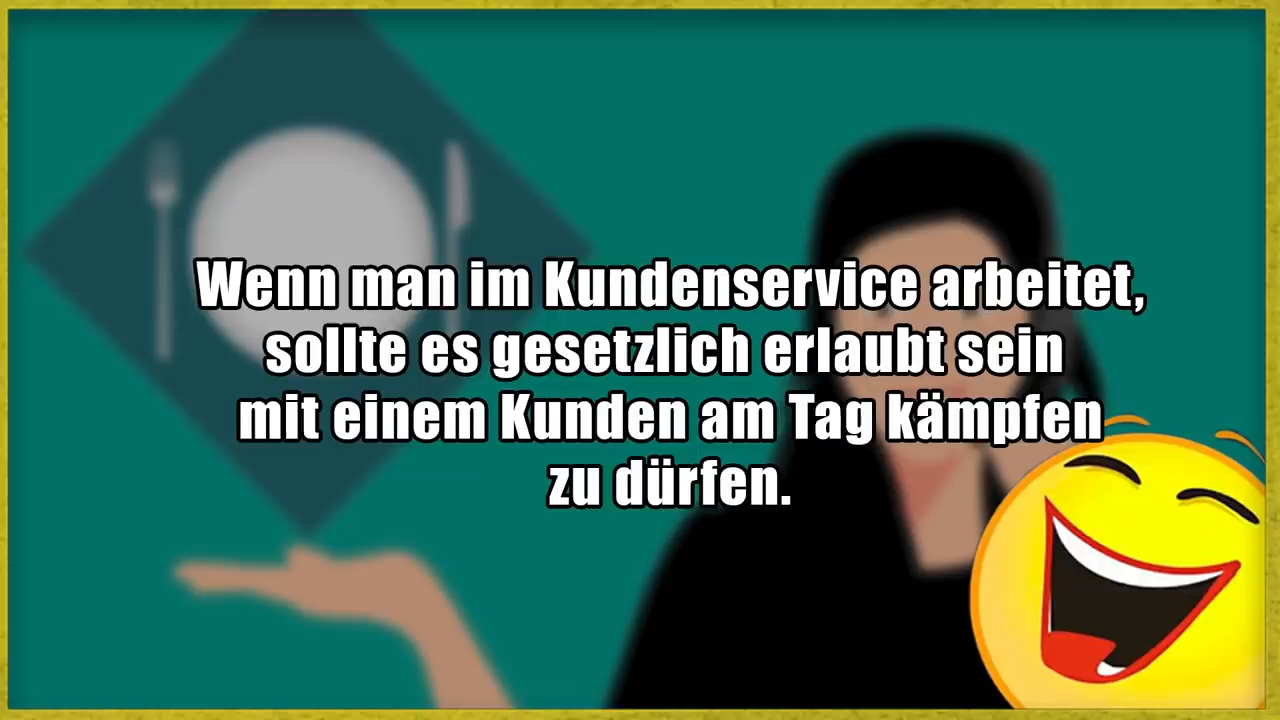 Wenn man im Kundenservice arbeitet,
sollte es gesetzlich erlaubt sein
mit einem Kunden am Tag kämpfen
zu dürfen.